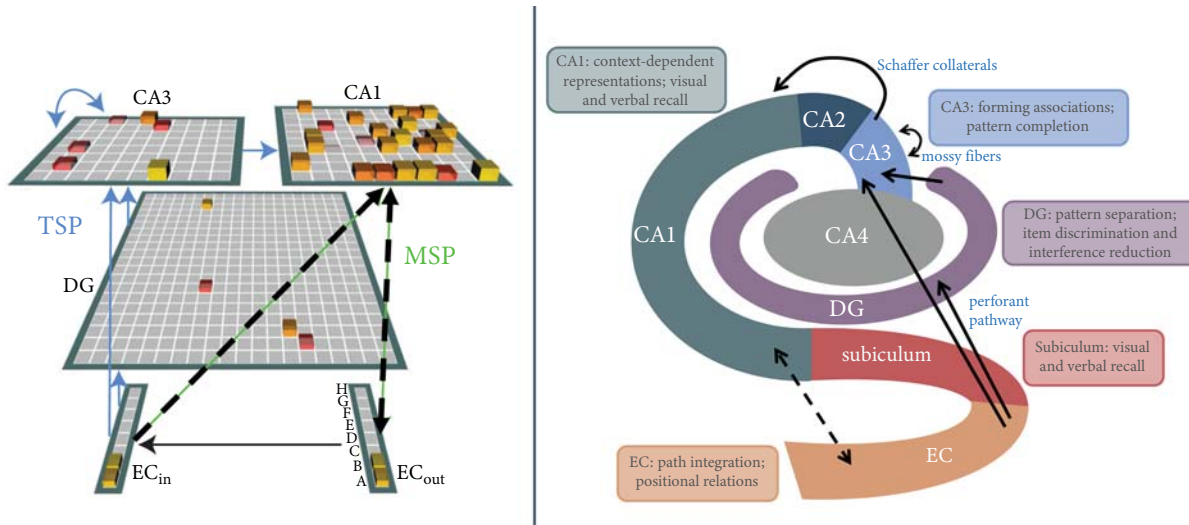 CA3
CA1
TSP
MSP
DG
H
G
F
E
D
C
B
A
EC in
EC out
CA1: context-dependent
representations; visual
and verbal recall
Schaffer collaterals
CA2
CA3
CA3: forming associations;
pattern completion
mossy fibers
CA1
CA4
DG: pattern separation;
item discrimination and
interference reduction
DG
perforant
pathway
subiculum
Subiculum: visual
and verbal recall
EC
EC: path integration;
positional relations